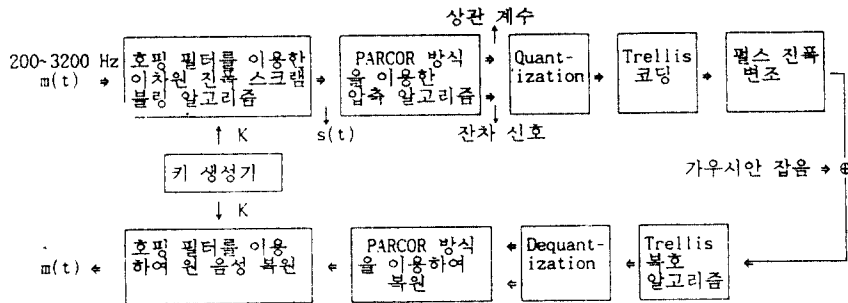 상관 계수
200~3200 Hz
m(t)
호핑 필터를 이용한
이차원 진폭 스크램
블링 알고리즘
PARCOR 방식
을 이용한
압축 알고리즘
Quant-
ization
Trellis
코딩
펄스 진폭
변조
K
s(t)
잔차 신호
키 생성기
가우시안 잡음
K
m(t)
호핑 필터를 이용
하여 원 음성 복원
PARCOR 방식
을 이용하여
복원
Dequant-
ization
Trellis
복호
알고리즘